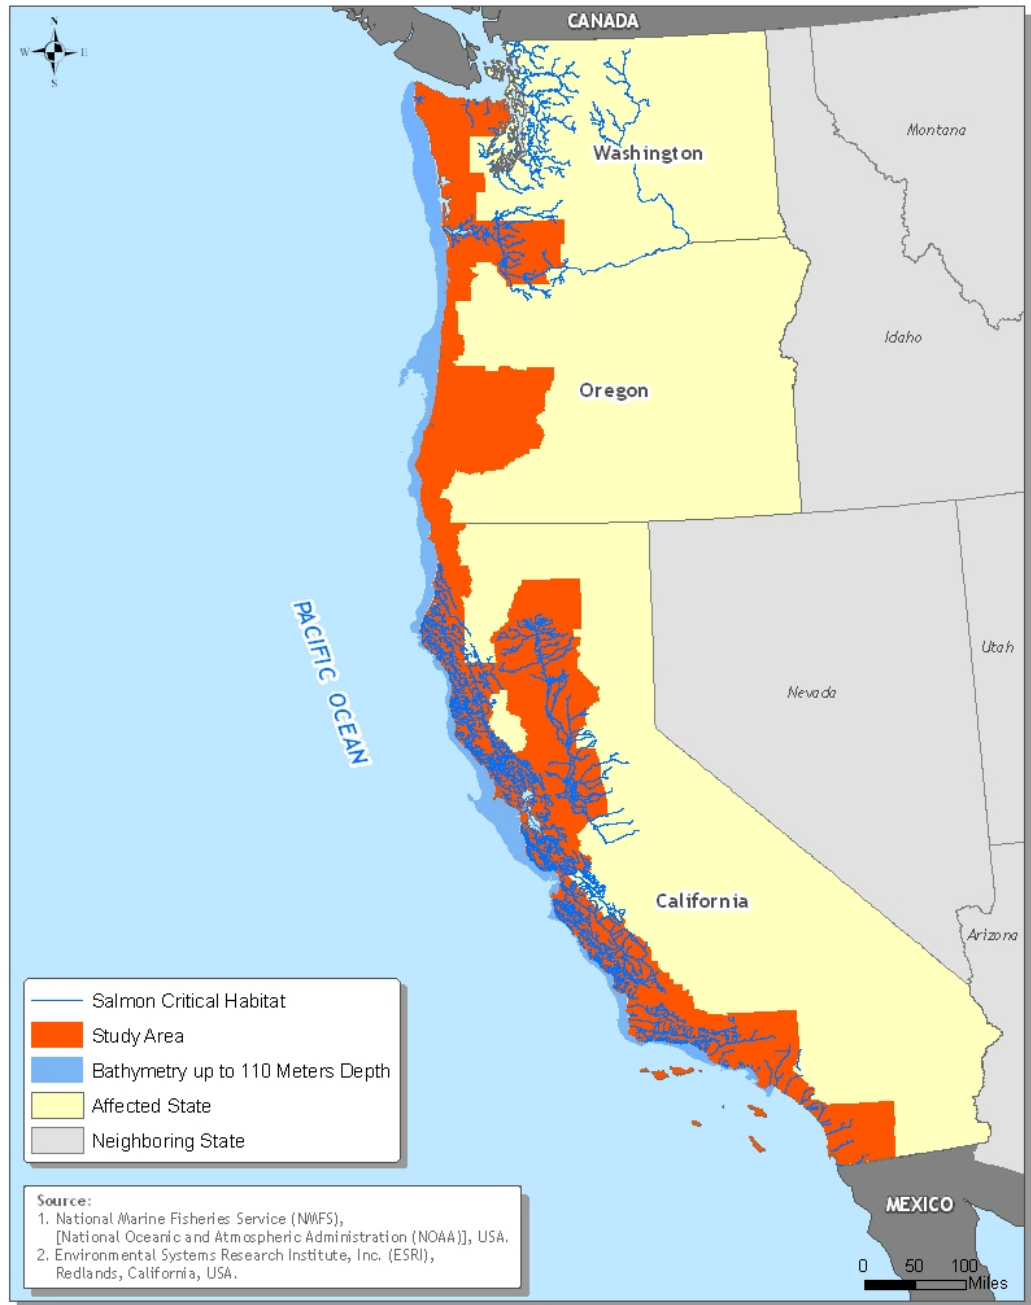 CANADA
N
W E
S
Montana
Washington
Idaho
Oregon
PACIFIC OCEAN
Utah
Nevada
California
Arizona
Salmon Critical Habitat
Study Area
Bathymetry up to 110 Meters Depth
Affected State
Neighboring State
Source:
1. National Marine Fisheries Service (NMFS),
[National Oceanic and Atmospheric Administration (NOAA)], USA.
2. Environmental Systems Research Institute, Inc. (ESRI),
Redlands, California, USA.
MEXICO
0 50 100
Miles